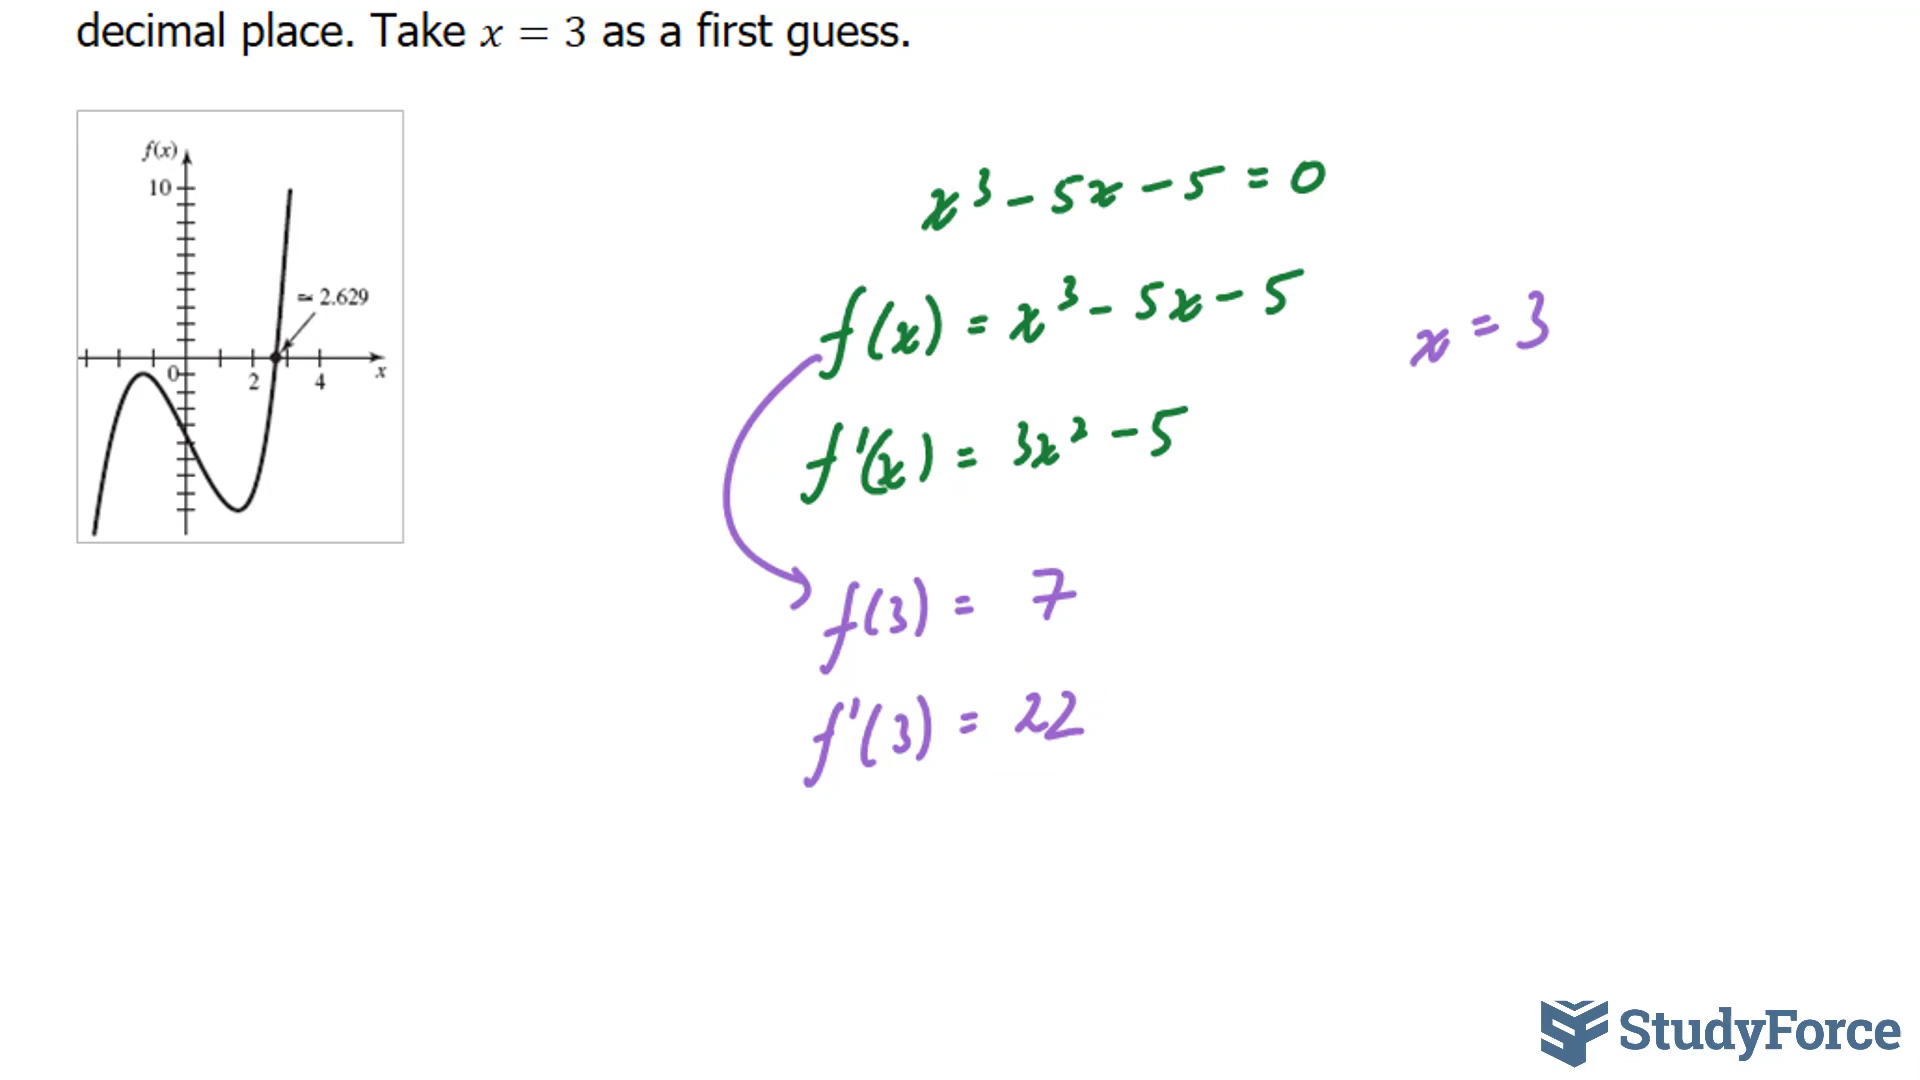 decimal place. Take x = 3 as a first guess.
f(x)
10
≃ 2.629
0
2
4
x
x³ - 5x - 5 = 0
f(x) = x³ - 5x - 5
x = 3
f'(x) = 3x² - 5
f(3) = 7
f'(3) = 22
StudyForce